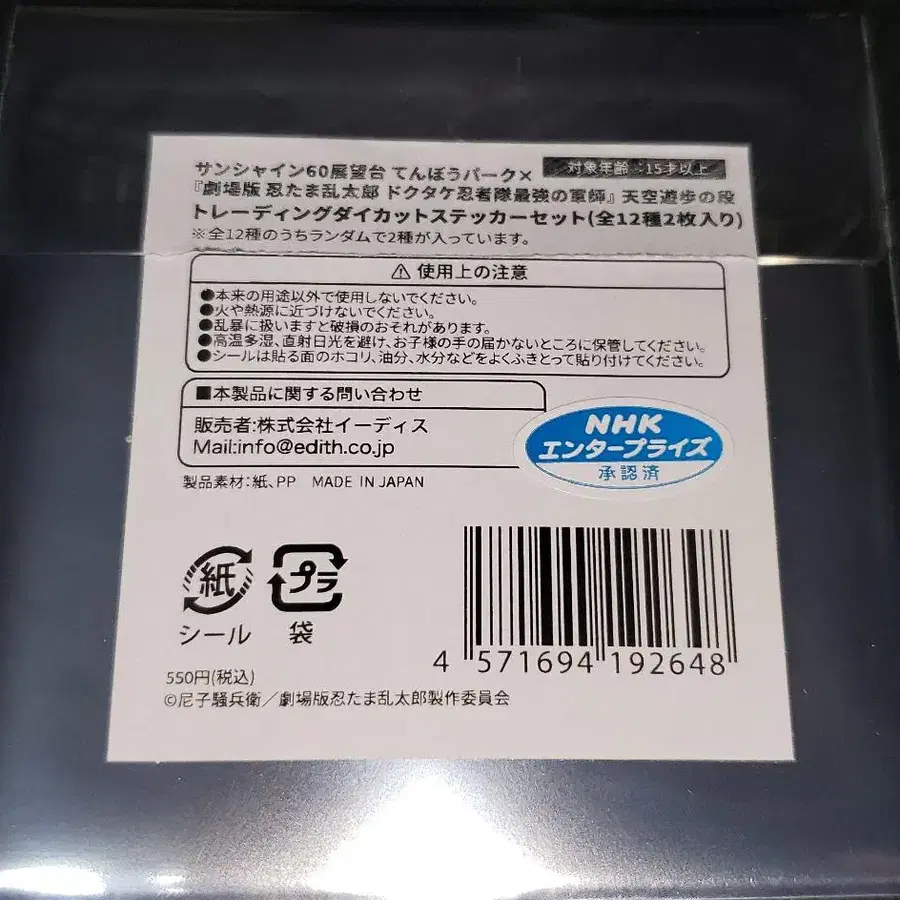 サンシャイン60展望台 てんぼうパーク×
対象年齢：15才以上
『劇場版 忍たま乱太郎 ドクタケ忍者隊最強の軍師』 天空遊歩の段
トレーディングダイカットステッカーセット(全12種2枚入り)
※全12種のうちランダムで2種が入っています。
⚠ 使用上の注意
●本来の用途以外で使用しないでください。
●火や熱源に近づけないでください。
●乱暴に扱いますと破損のおそれがあります。
●高温多湿、直射日光を避け、お子様の手の届かないところに保管してください。
●シールは貼る面のホコリ、油分、水分などをよくふきとって貼り付けてください。
■本製品に関する問い合わせ
販売者:株式会社イーディス
Mail:info@edith.co.jp
NHK
エンタープライズ
承認済
製品素材:紙、PP MADE IN JAPAN
紙
プラ
シール
袋
4 571694 192648
550円(税込)
©尼子騒兵衛／劇場版忍たま乱太郎製作委員会